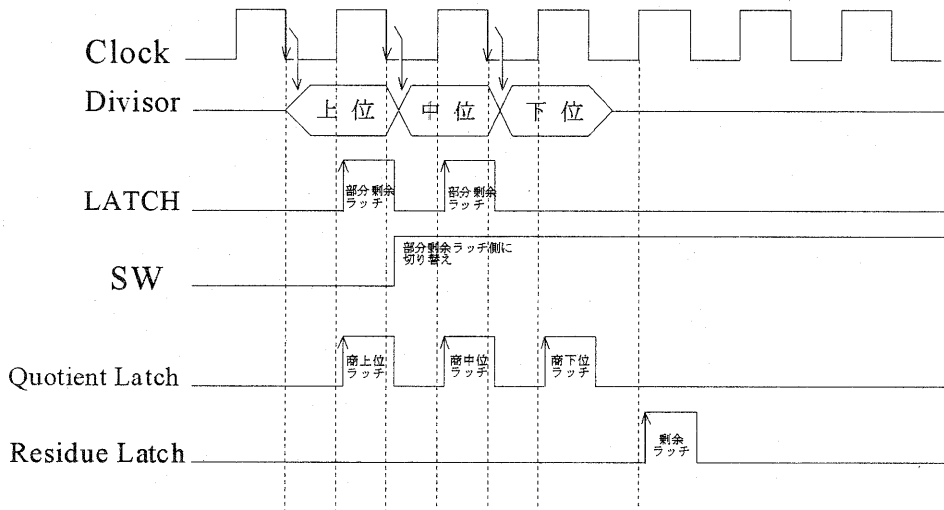 Clock
Divisor
上位
中位
下位
LATCH
部分剰余
ラッチ
部分剰余
ラッチ
SW
部分剰余ラッチ側に
切り替え
Quotient Latch
商上位
ラッチ
商中位
ラッチ
商下位
ラッチ
Residue Latch
剰余
ラッチ